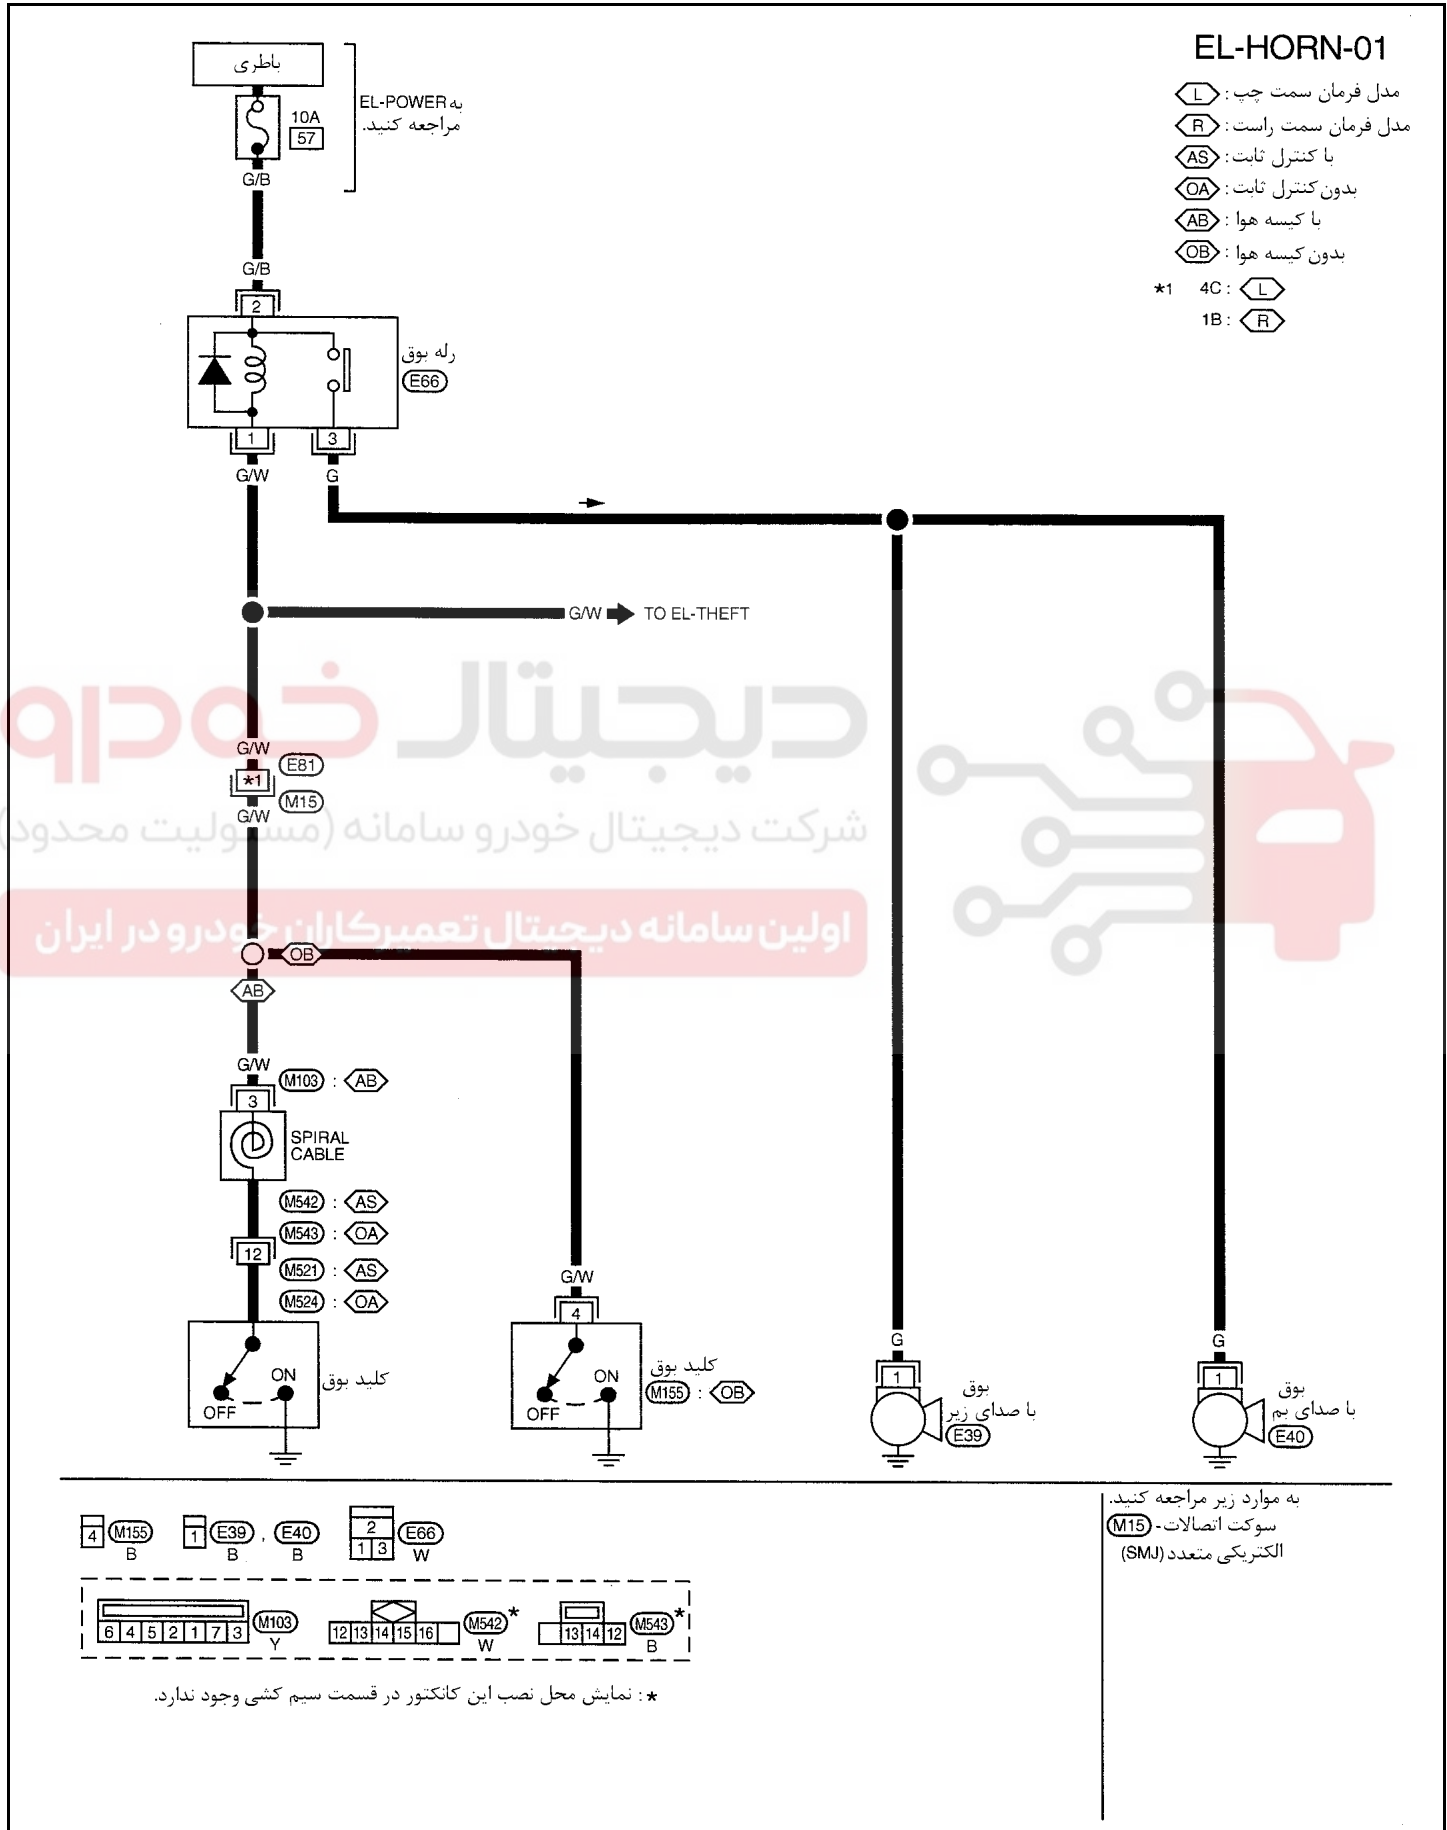 EL-HORN-01
باطری
به EL-POWER
مراجعه کنید.
10A
57
G/B
G/B
2
مدل فرمان سمت چپ : L
مدل فرمان سمت راست : R
با کنترل ثابت : AS
بدون کنترل ثابت : OA
با کیسه هوا : AB
بدون کیسه هوا : OB
*1 4C : L
1B : R
رله بوق
E66
1
3
G/W
G
G/W TO EL-THEFT
دیجیتال خودرو
شرکت دیجیتال خودرو سامانه (مسئولیت محدود)
اولین سامانه دیجیتال تعمیرکاران خودرو در ایران
G/W
E81
*1
M15
G/W
OB
AB
G/W
M103 : AB
3
SPIRAL
CABLE
M542 : AS
M543 : OA
12
M521 : AS
M524 : OA
ON
OFF
کلید بوق
G/W
4
ON
OFF
کلید بوق
M155 : OB
G
1
بوق
با صدای زیر
E39
G
1
بوق
با صدای بم
E40
4 M155
B
1 E39 , E40
B B
2
1 3
E66
W
6 4 5 2 1 7 3
M103
Y
12 13 14 15 16
M542 *
W
13 14 12
M543 *
B
* : نمایش محل نصب این کانکتور در قسمت سیم کشی وجود ندارد.
به موارد زیر مراجعه کنید.
M15 - سوکت اتصالات
الکتریکی متعدد (SMJ)